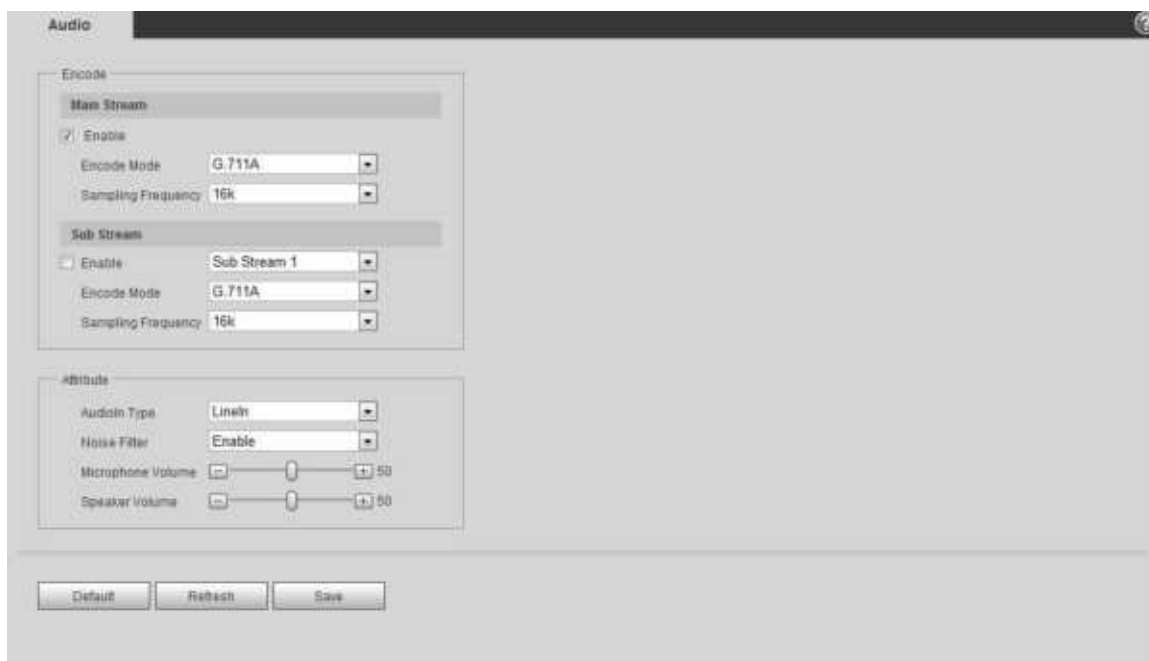 Audio
?
Encode
Main Stream
Enable
Encode Mode G.711A
Sampling Frequency 16k
Sub Stream
Enable Sub Stream 1
Encode Mode G.711A
Sampling Frequency 16k
Attribute
AudioIn Type LineIn
Noise Filter Enable
Microphone Volume - + 50
Speaker Volume - + 50
Default Refresh Save